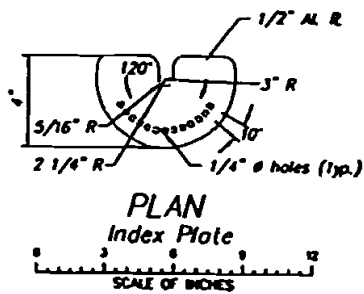 1/2" AL ℞
120°
3" R
4"
5/16" R
10°
2 1/4" R
1/4" ø holes (Typ.)
PLAN
Index Plate
0 3 6 9 12
SCALE OF INCHES